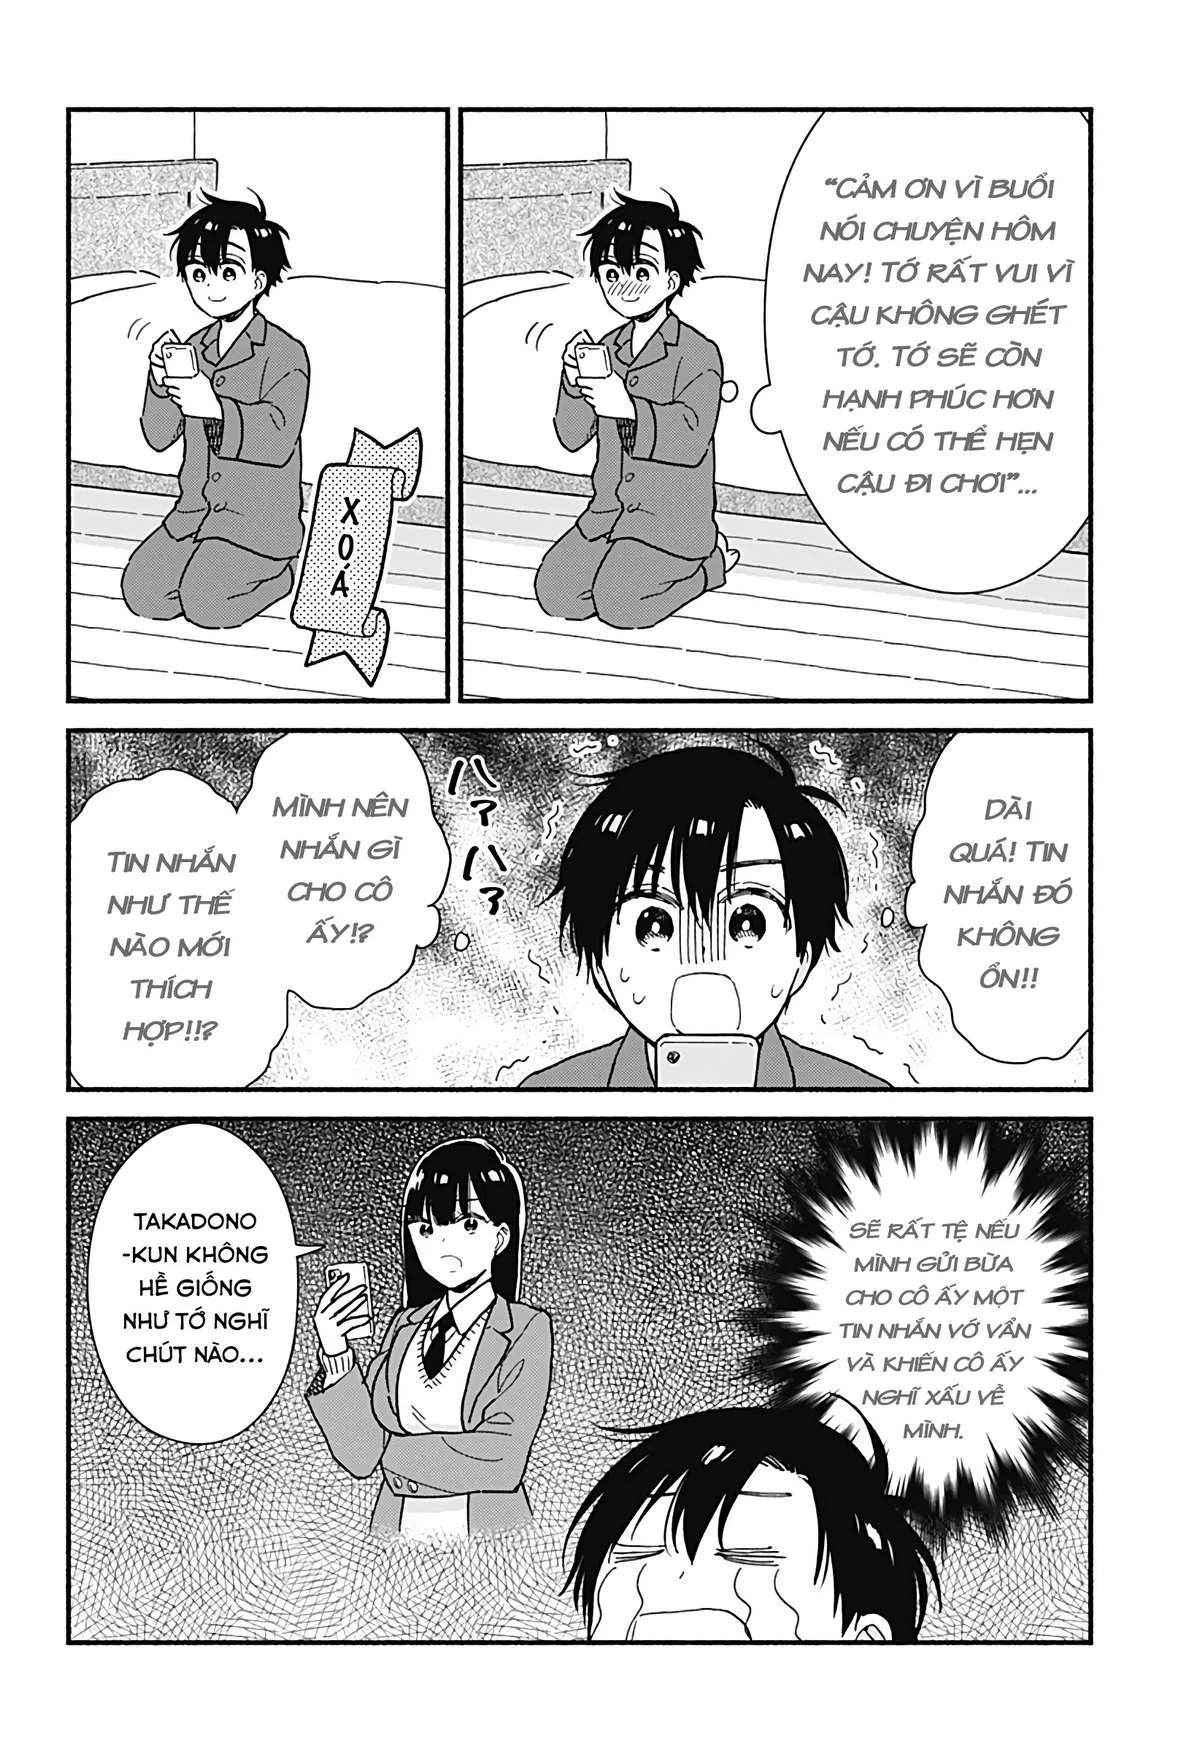 “CẢM ƠN VÌ BUỔI
NÓI CHUYỆN HÔM
NAY! TỚ RẤT VUI VÌ
CẬU KHÔNG GHÉT
TỚ. TỚ SẼ CÒN
HẠNH PHÚC HƠN
NẾU CÓ THỂ HẸN
CẬU ĐI CHƠI”...
XOÁ
DÀI
QUÁ! TIN
NHẮN ĐÓ
KHÔNG
ỔN!!
ハァハァ
MÌNH NÊN
NHẮN GÌ
CHO CÔ
ẤY!?
TIN NHẮN
NHƯ THẾ
NÀO MỚI
THÍCH
HỢP!!?
SẼ RẤT TỆ NẾU
MÌNH GỬI BỪA
CHO CÔ ẤY MỘT
TIN NHẮN VỚ VẨN
VÀ KHIẾN CÔ ẤY
NGHĨ XẤU VỀ
MÌNH.
TAKADONO
-KUN KHÔNG
HỀ GIỐNG
NHƯ TỚ NGHĨ
CHÚT NÀO...